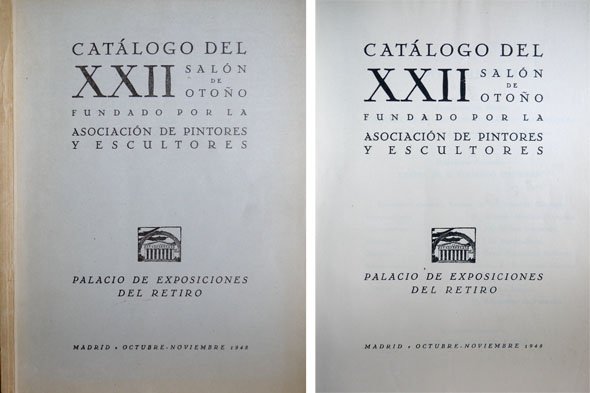 CATÁLOGO DEL
XXII SALÓN
DE
OTOÑO
FUNDADO POR LA
ASOCIACIÓN DE PINTORES
Y ESCULTORES
PALACIO DE EXPOSICIONES
DEL RETIRO
MADRID • OCTUBRE-NOVIEMBRE 1948
CATÁLOGO DEL
XXII SALÓN
DE
OTOÑO
FUNDADO POR LA
ASOCIACIÓN DE PINTORES
Y ESCULTORES
PALACIO DE EXPOSICIONES
DEL RETIRO
MADRID • OCTUBRE-NOVIEMBRE 1948